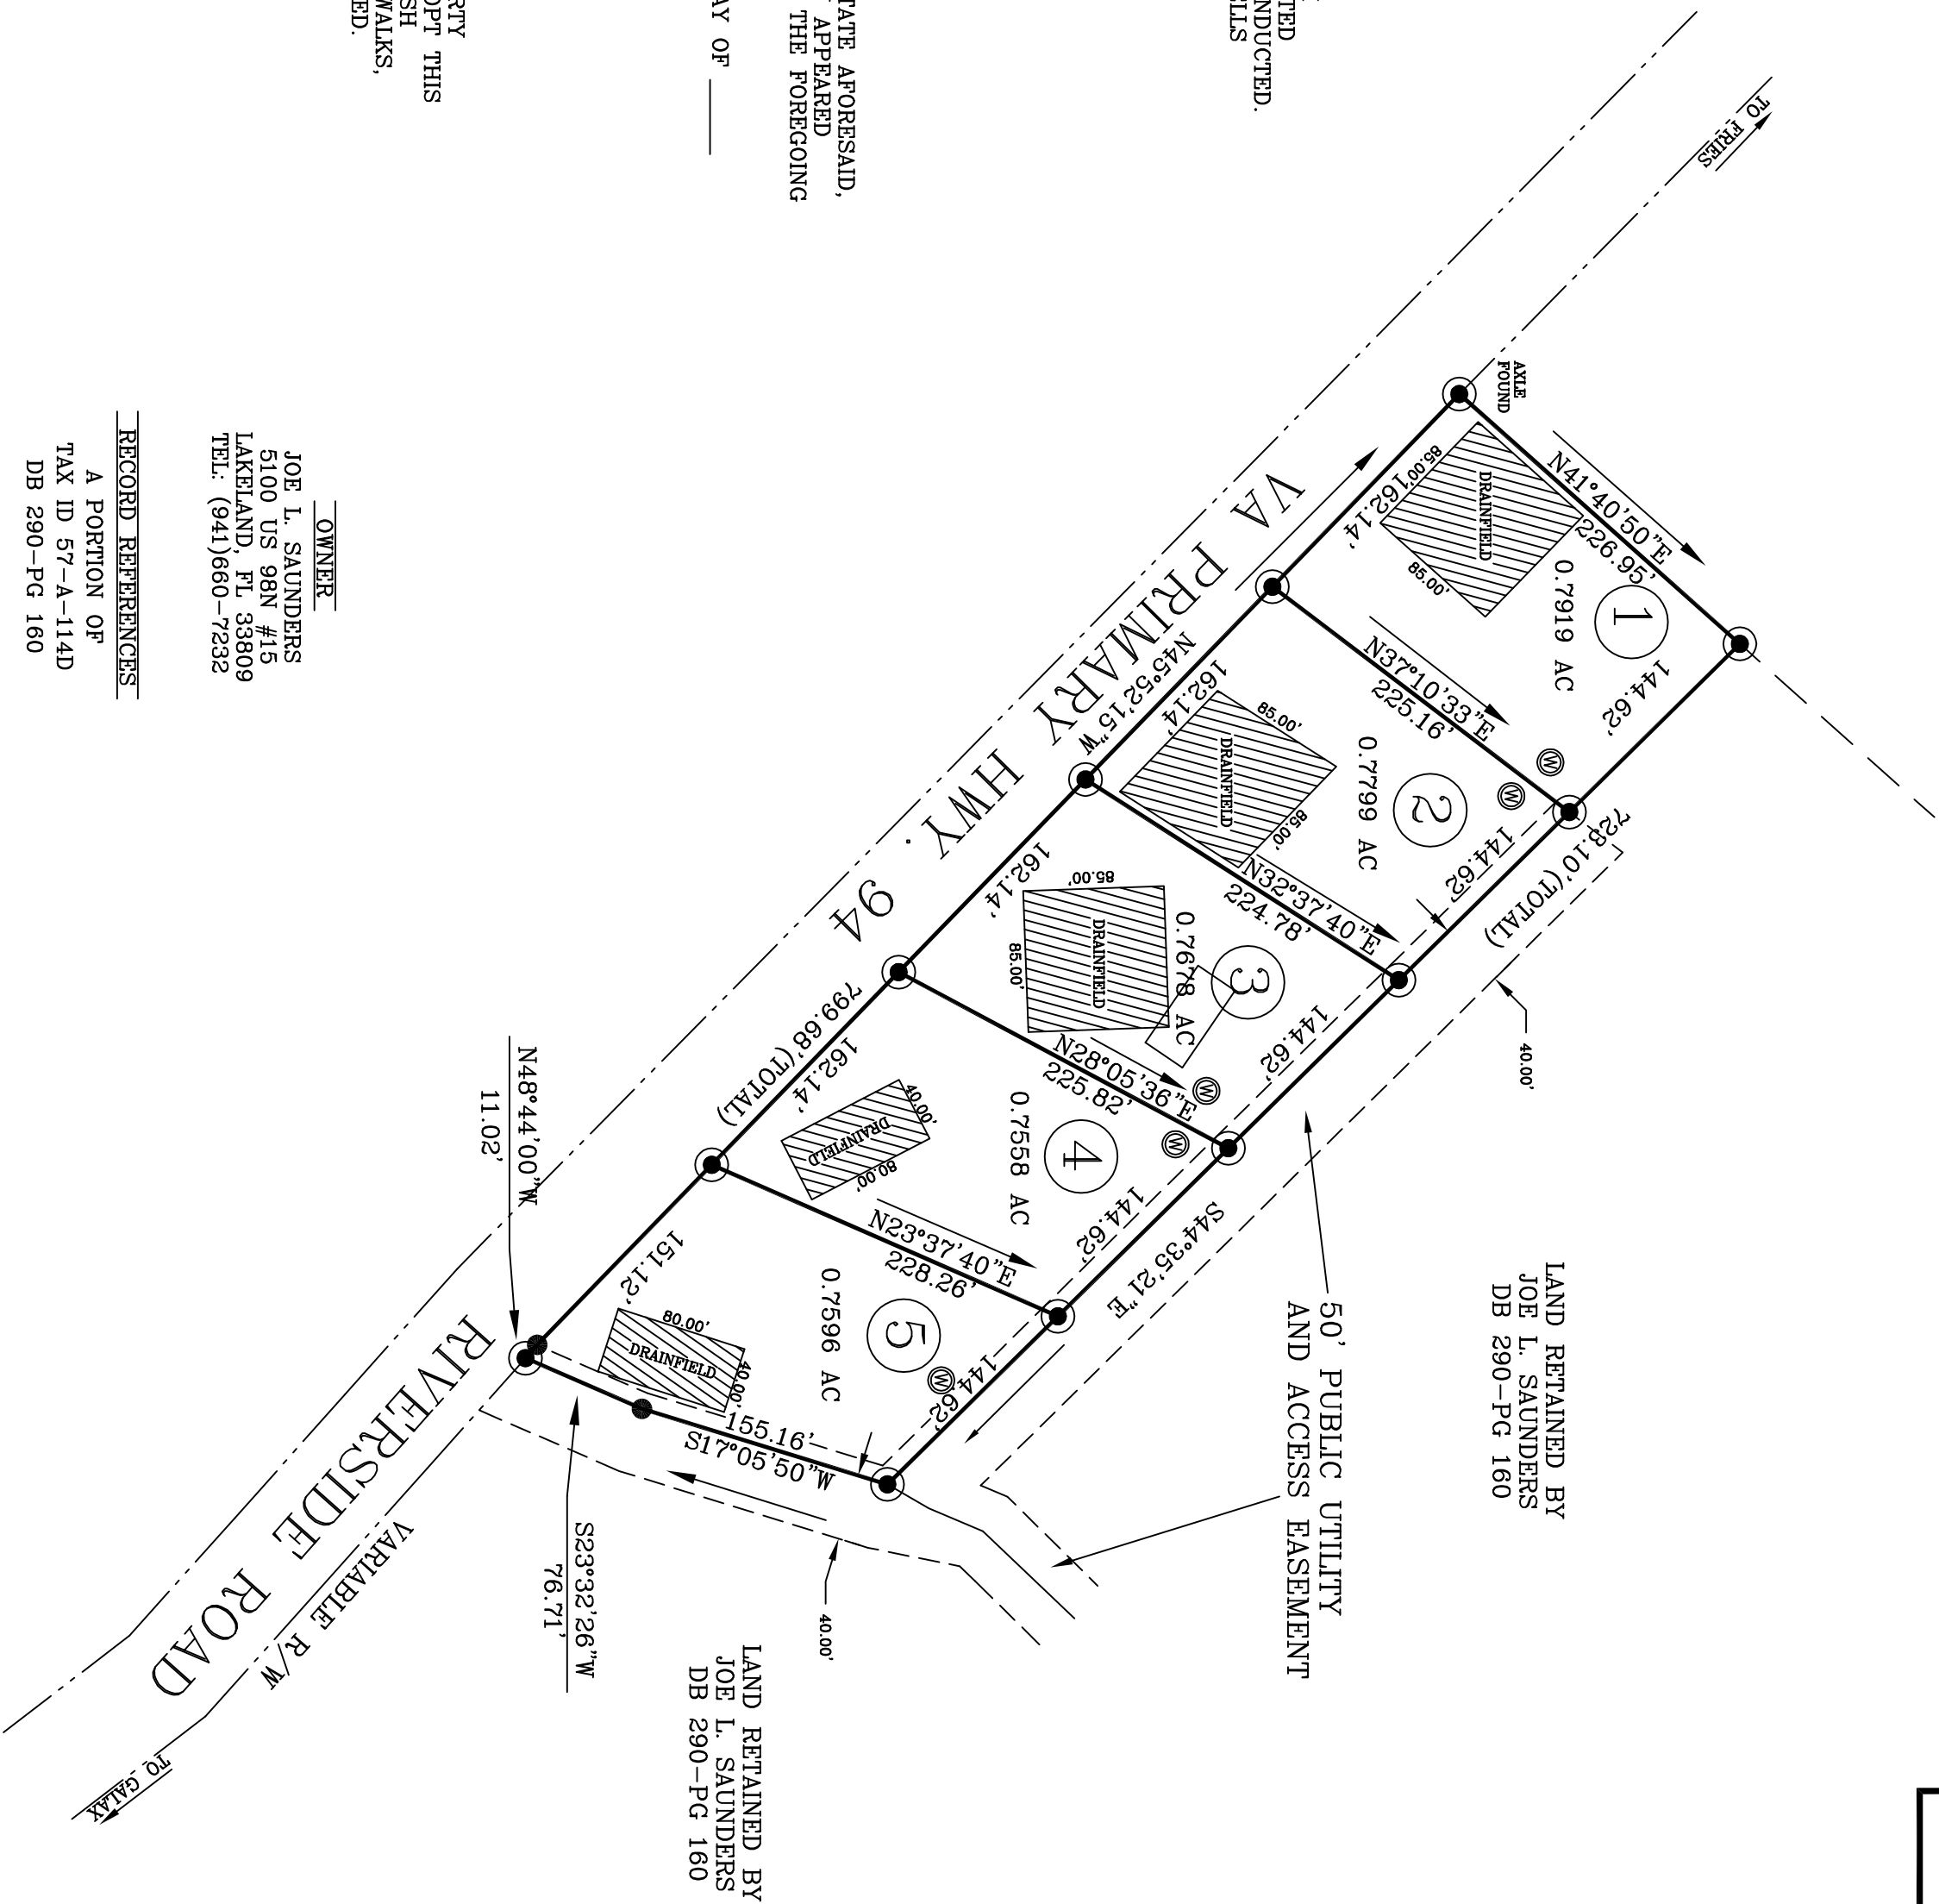 TED
NDUCTED.
LLS
TATE AFORESAID,
APPEARED
THE FOREGOING
AY OF
RTY
OPT THIS
SH
WALKS,
ED.
TO FRIES
AXLE
FOUND
N41°40'50"E
226.95'
1
0.7919 AC
DRAINFIELD
85.00'
85.00'
162.14'
144.62'
N37°10'33"E
225.16'
W
W
2
0.7799 AC
DRAINFIELD
85.00'
85.00'
162.14'
144.62'
N45°52'15"W
728.10'(TOTAL)
N32°37'40"E
224.78'
3
0.7678 AC
DRAINFIELD
85.00'
85.00'
162.14'
144.62'
40.00'
N28°05'36"E
225.82'
W
W
4
0.7558 AC
DRAINFIELD
40.00'
80.00'
162.14'
144.62'
799.68'(TOTAL)
S44°35'21"E
N23°37'40"E
228.26'
5
0.7596 AC
W
DRAINFIELD
80.00'
40.00'
151.12'
144.62'
155.16'
S17°05'50"W
N48°44'00"W
11.02'
S23°32'26"W
76.71'
40.00'
VA PRIMARY HWY. 94
RIVERSIDE ROAD
VARIABLE R/W
TO GALAX
50' PUBLIC UTILITY
AND ACCESS EASEMENT
LAND RETAINED BY
JOE L. SAUNDERS
DB 290-PG 160
LAND RETAINED BY
JOE L. SAUNDERS
DB 290-PG 160
OWNER
JOE L. SAUNDERS
5100 US 98N #15
LAKELAND, FL 33809
TEL: (941)660-7232
RECORD REFERENCES
A PORTION OF
TAX ID 57-A-114D
DB 290-PG 160